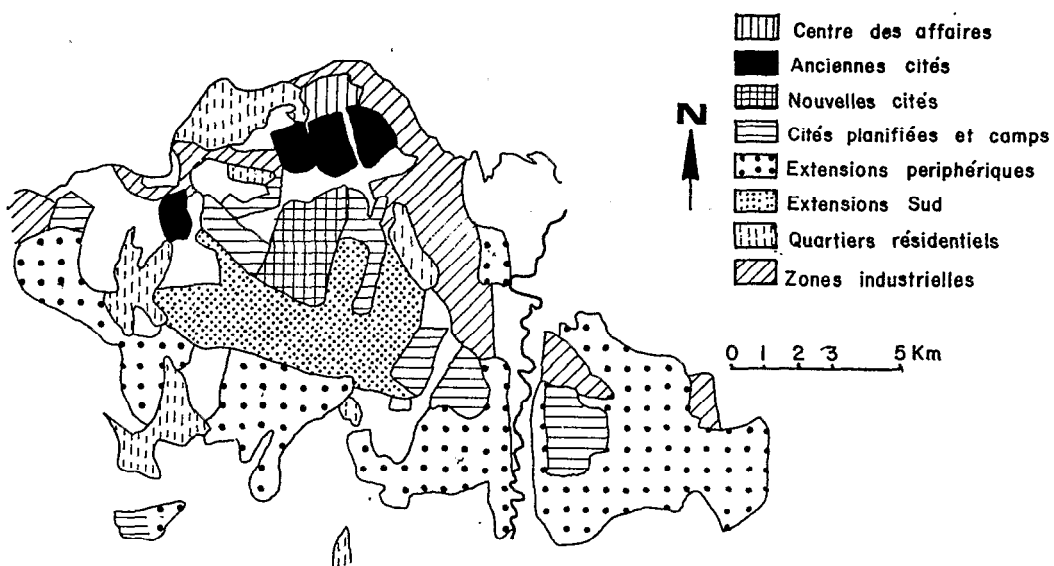 Centre des affaires
Anciennes cités
Nouvelles cités
Cités planifiées et camps
Extensions periphériques
Extensions Sud
Quartiers résidentiels
Zones industrielles
N
0 1 2 3 5 Km